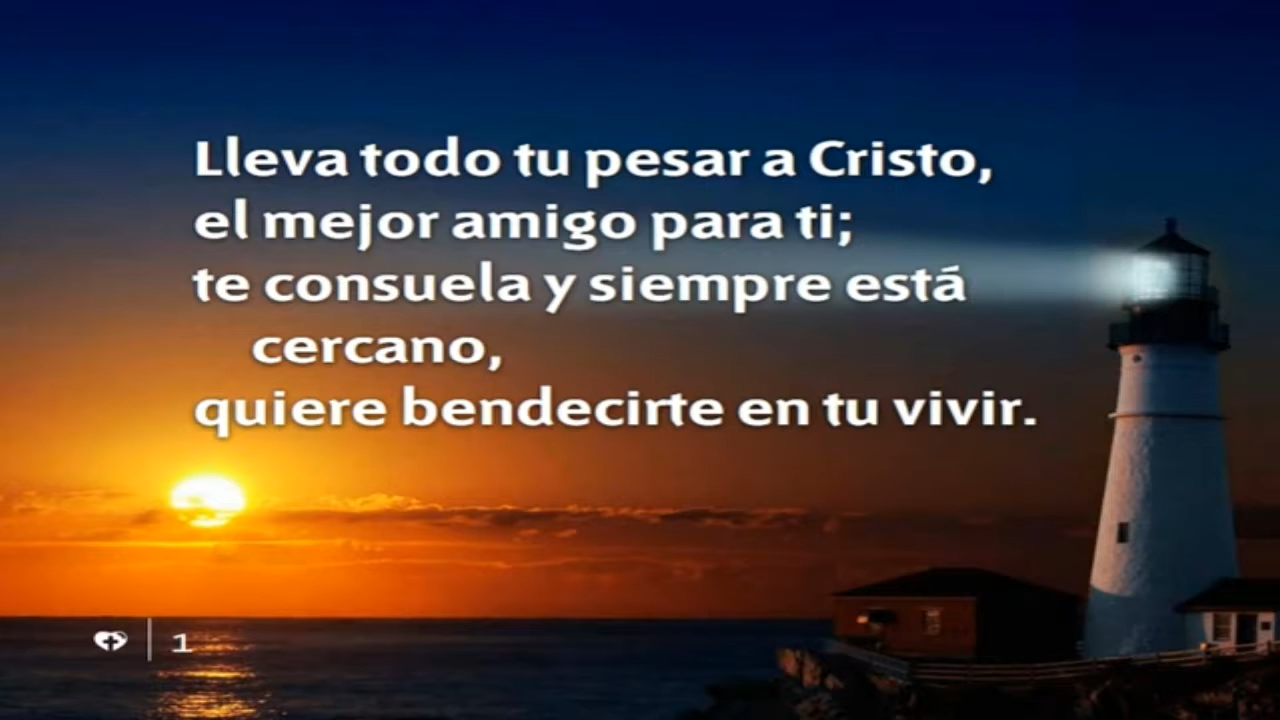 Lleva todo tu pesar a Cristo,
el mejor amigo para ti;
te consuela y siempre está
cercano,
quiere bendecirte en tu vivir.
1